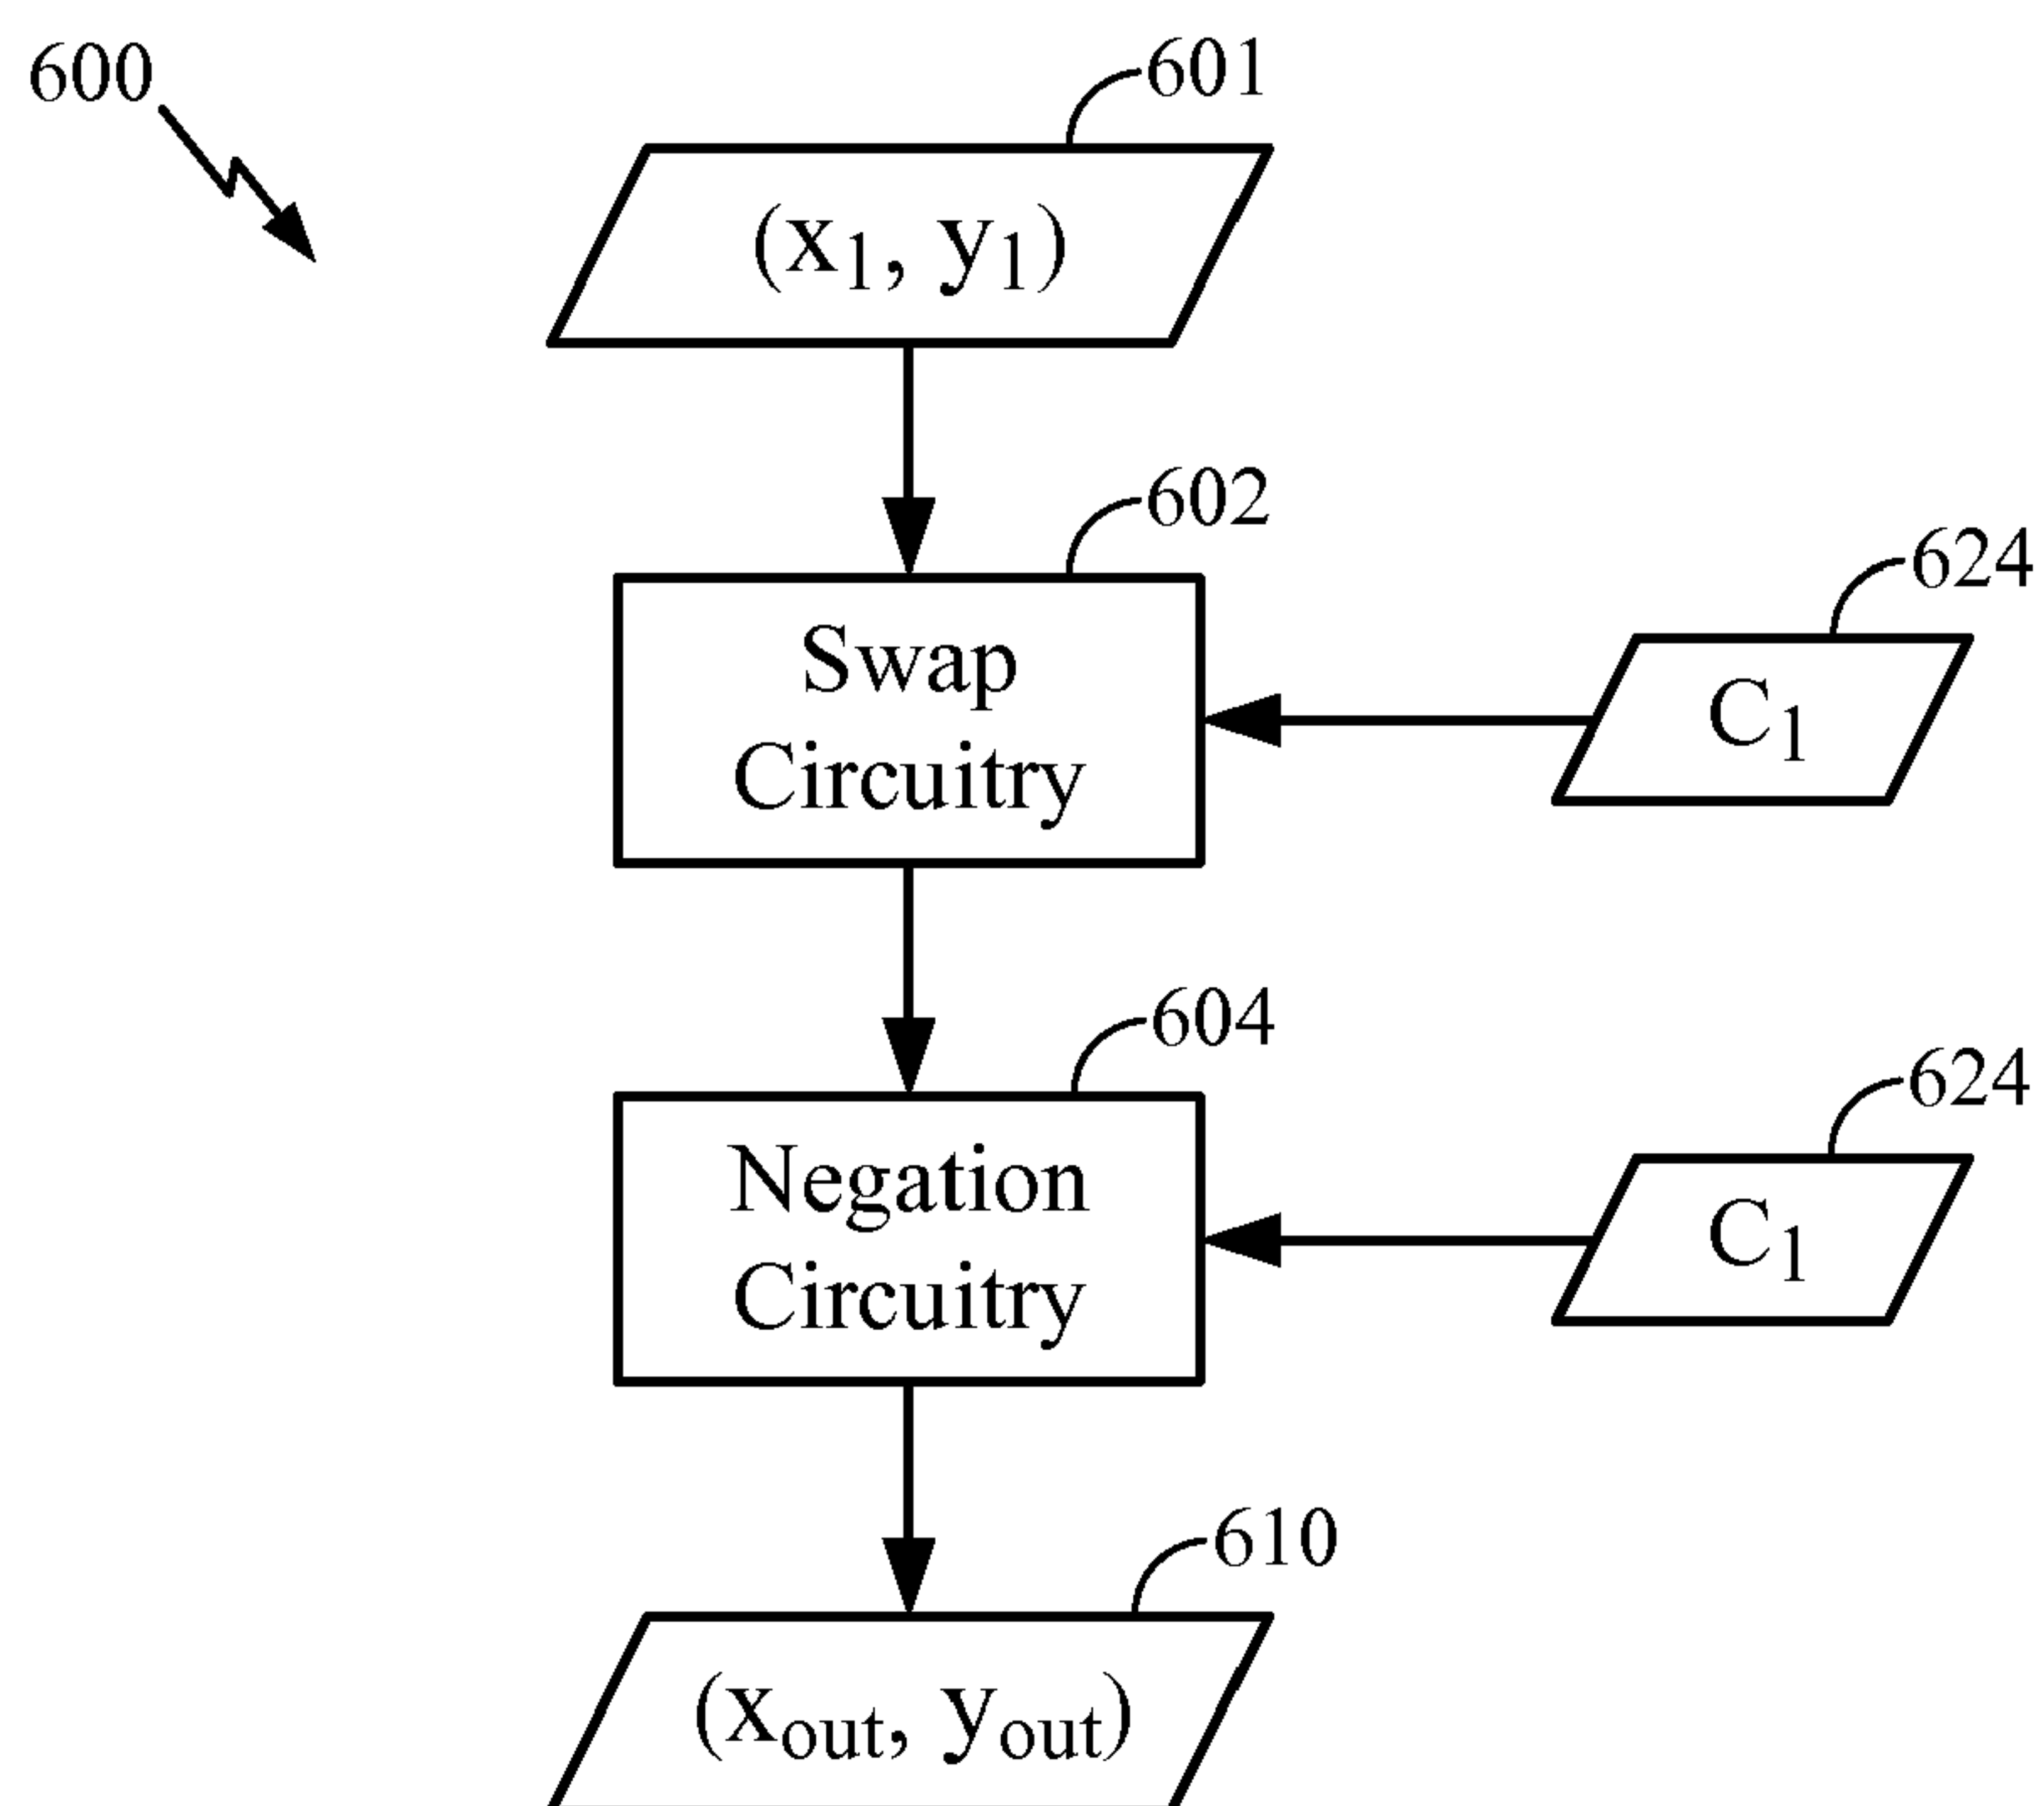 600
601
(x1, y1)
602
Swap
Circuitry
624
C1
604
Negation
Circuitry
624
C1
610
(xout, yout)